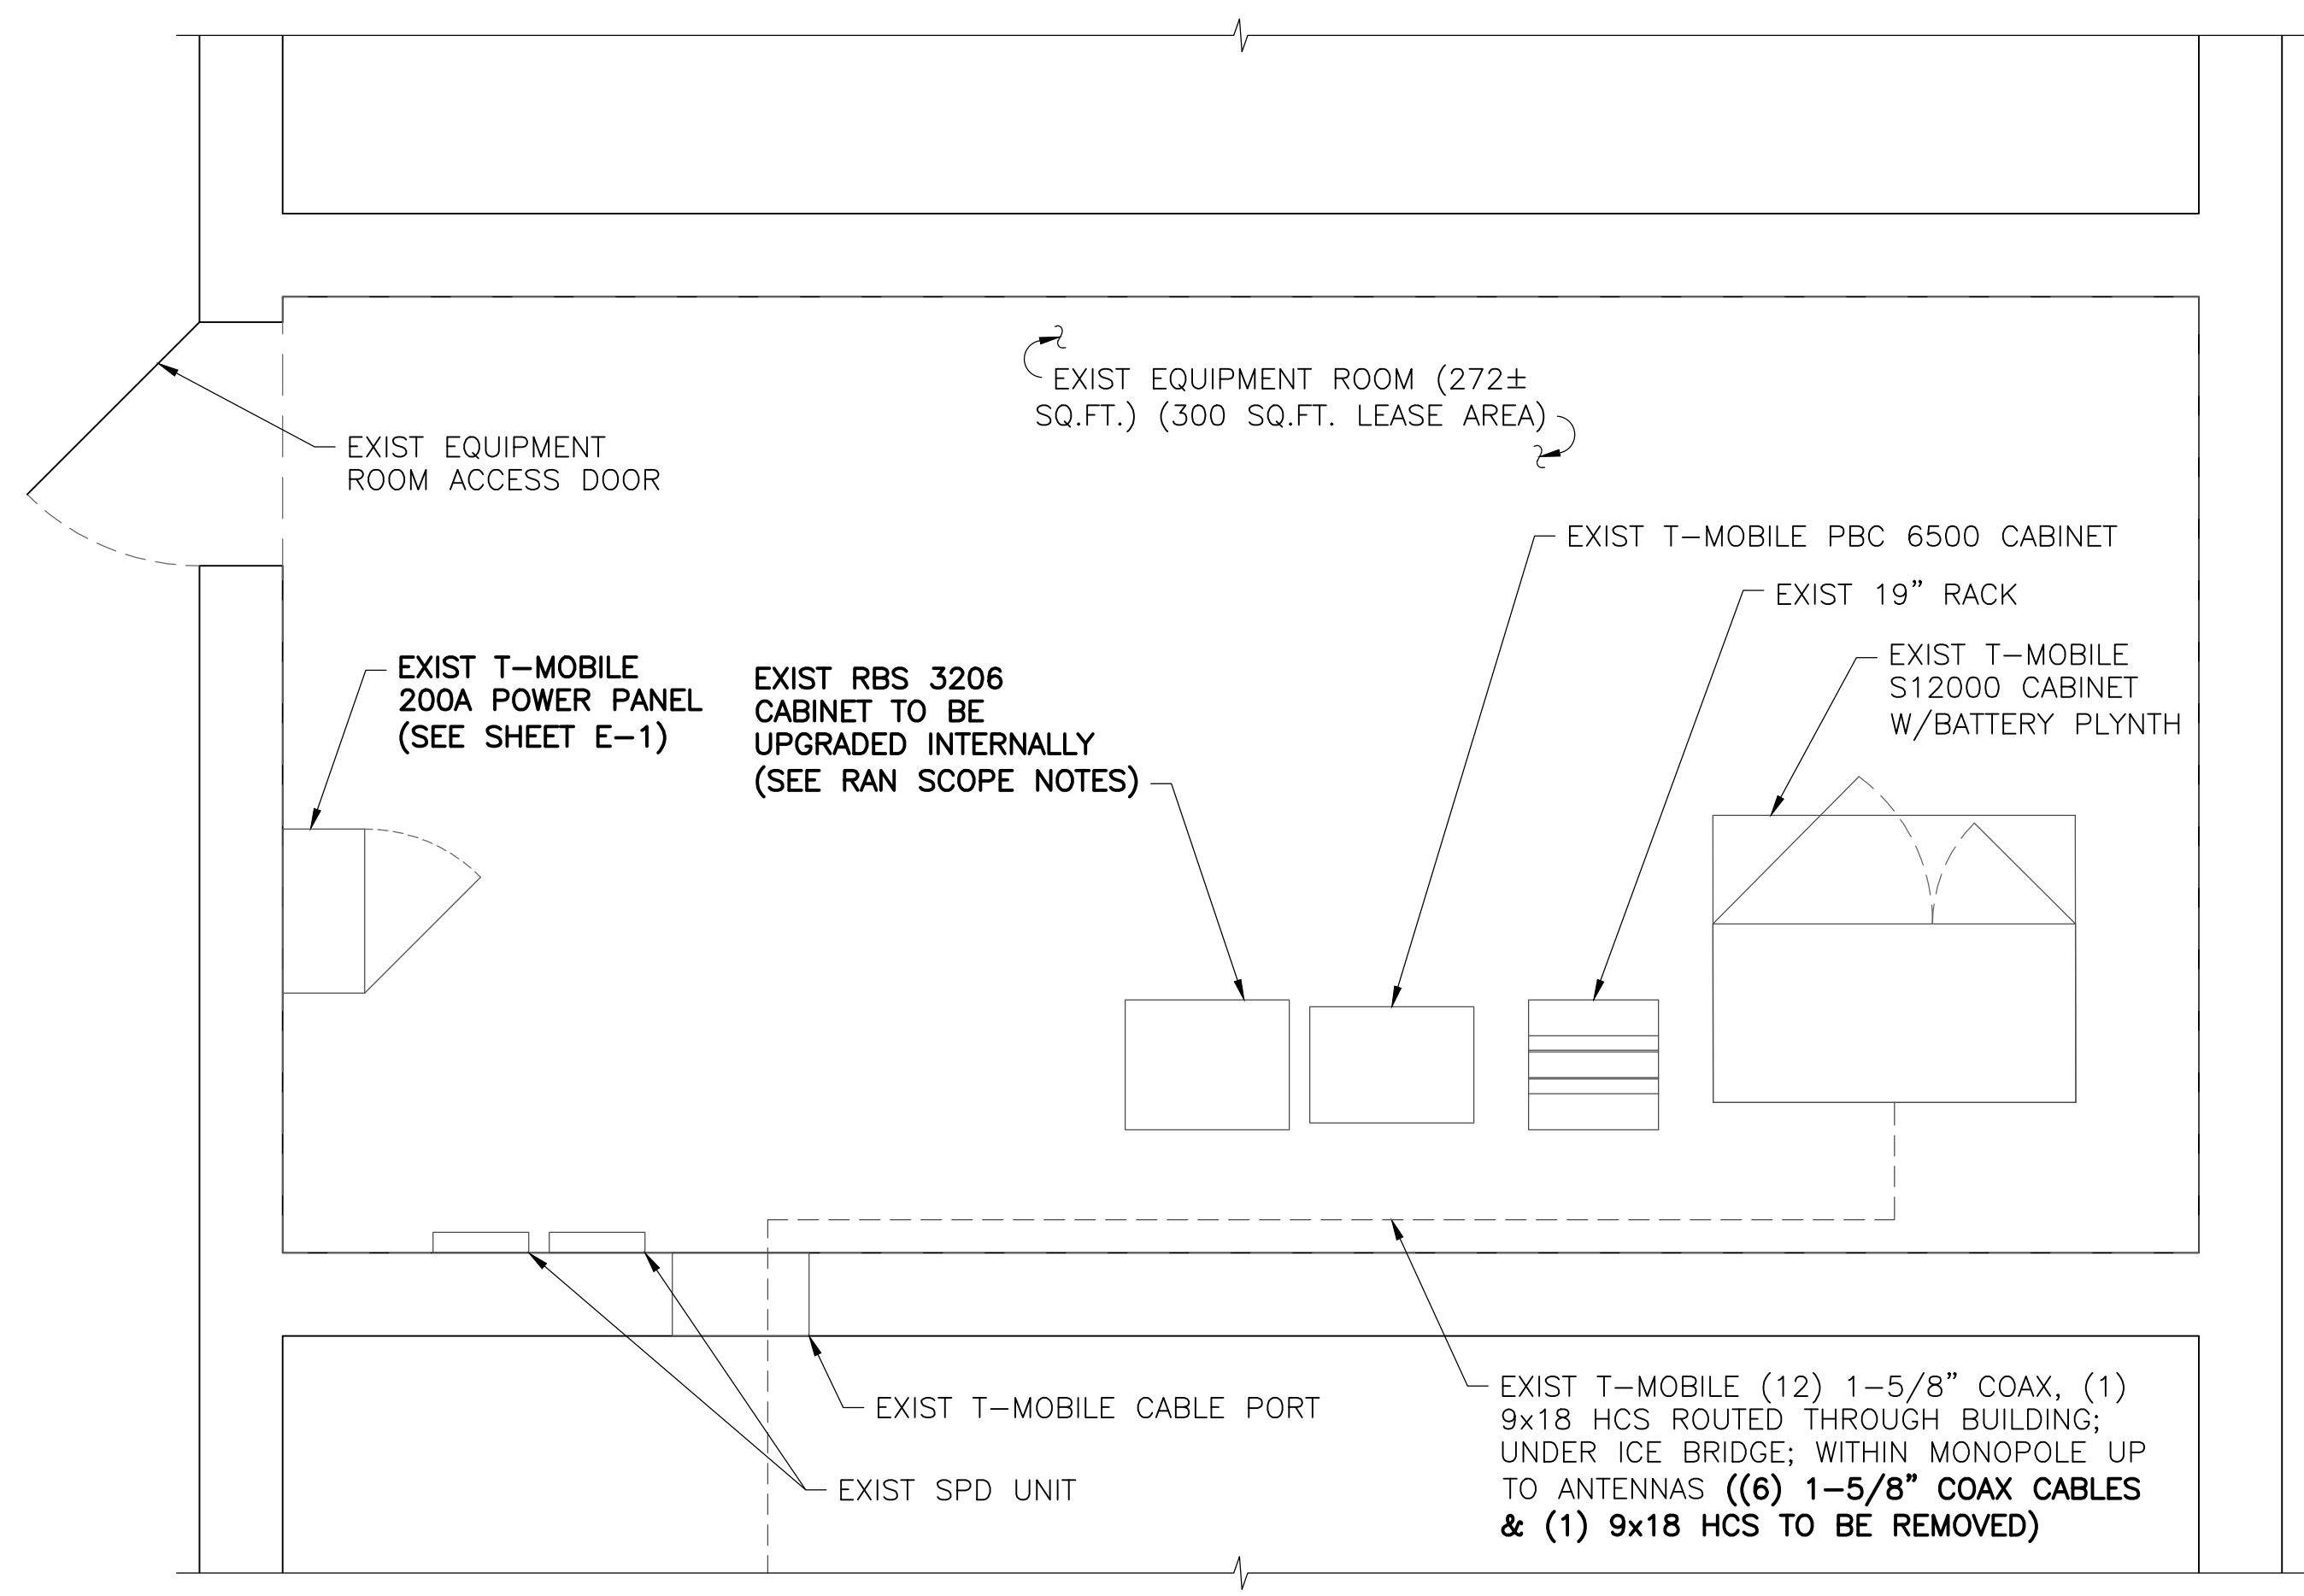 EXIST EQUIPMENT ROOM (272±
SQ.FT.) (300 SQ.FT. LEASE AREA)
EXIST EQUIPMENT
ROOM ACCESS DOOR
EXIST T-MOBILE PBC 6500 CABINET
EXIST 19" RACK
EXIST T-MOBILE
S12000 CABINET
W/BATTERY PLYNTH
EXIST T-MOBILE
200A POWER PANEL
(SEE SHEET E-1)
EXIST RBS 3206
CABINET TO BE
UPGRADED INTERNALLY
(SEE RAN SCOPE NOTES)
EXIST T-MOBILE CABLE PORT
EXIST SPD UNIT
EXIST T-MOBILE (12) 1-5/8" COAX, (1)
9x18 HCS ROUTED THROUGH BUILDING;
UNDER ICE BRIDGE; WITHIN MONOPOLE UP
TO ANTENNAS ((6) 1-5/8" COAX CABLES
& (1) 9x18 HCS TO BE REMOVED)